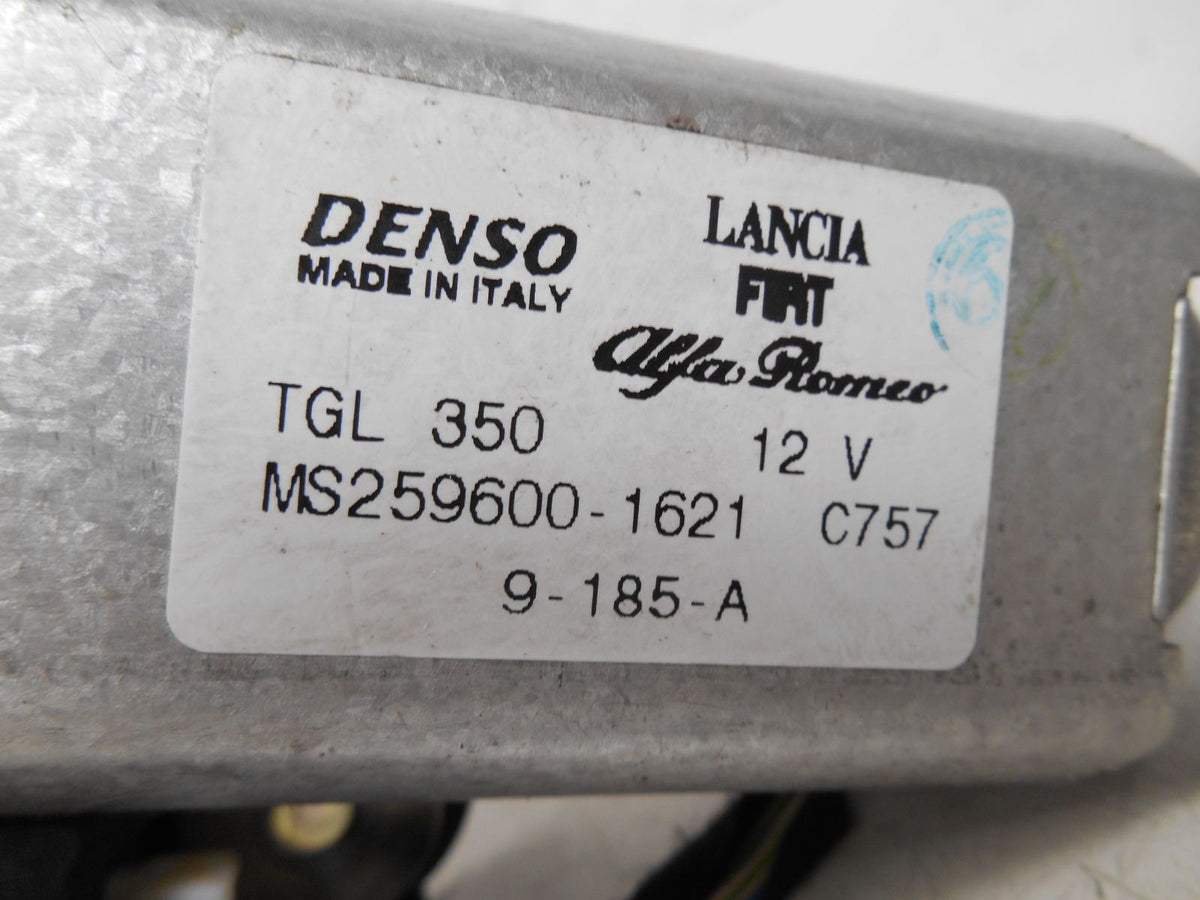 DENSO
MADE IN ITALY
LANCIA
FIAT
Alfa Romeo
TGL 350
12 V
MS259600-1621 C757
9-185-A